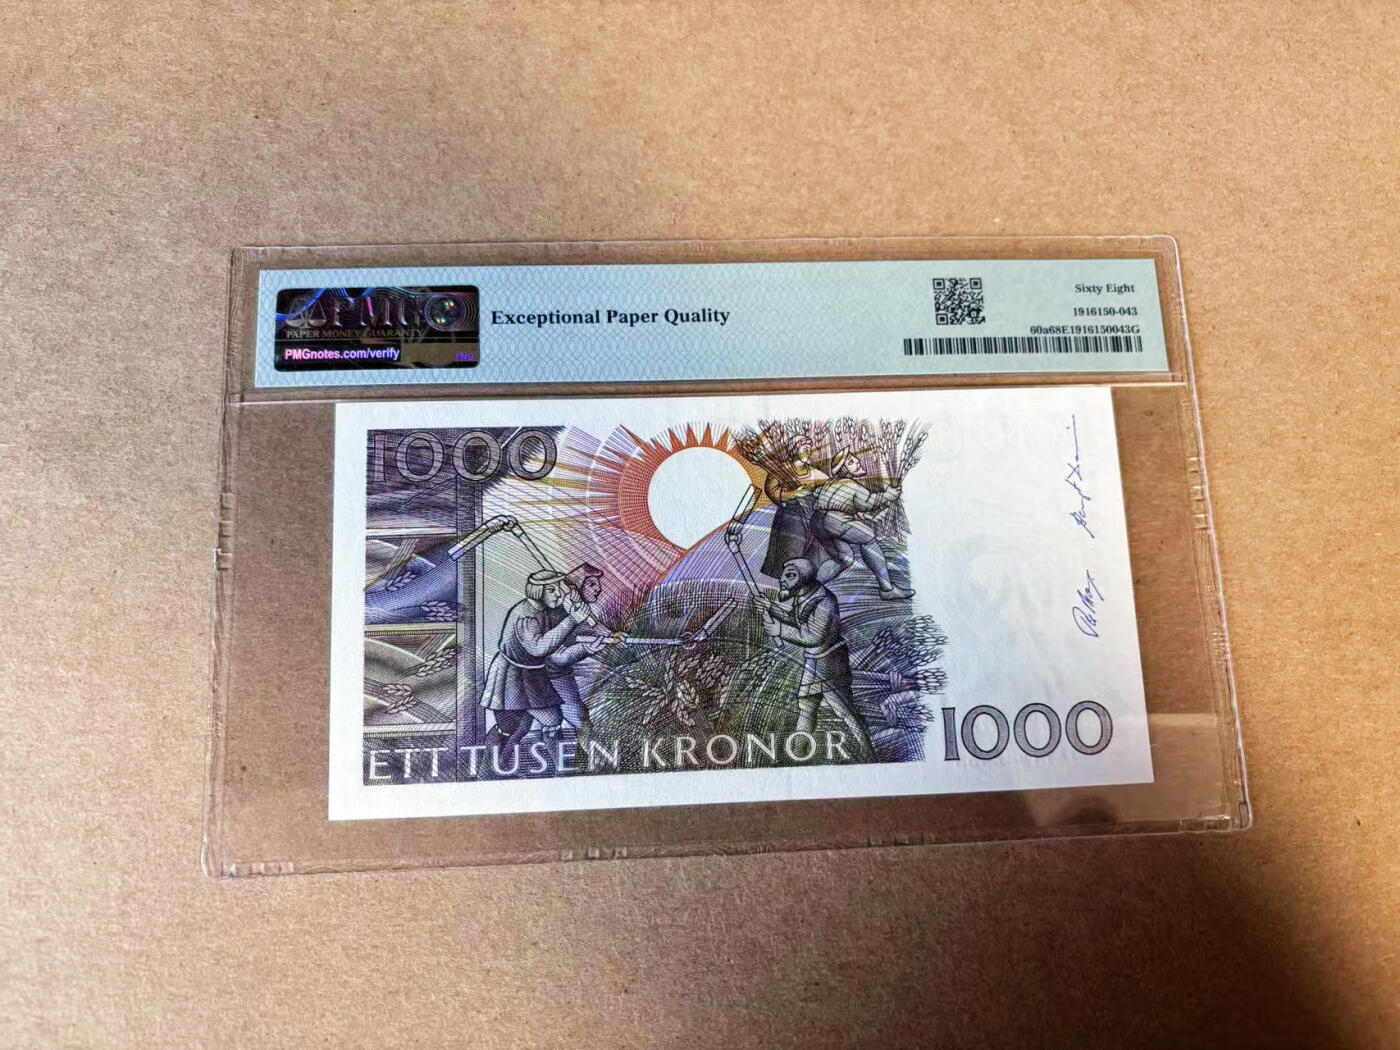 PMG
PAPER MONEY GUARANTY
PMGnotes.com/verify
PMG
Exceptional Paper Quality
Sixty Eight
1916150-043
60a68E1916150043G
1000
ETT TUSEN KRONOR
1000